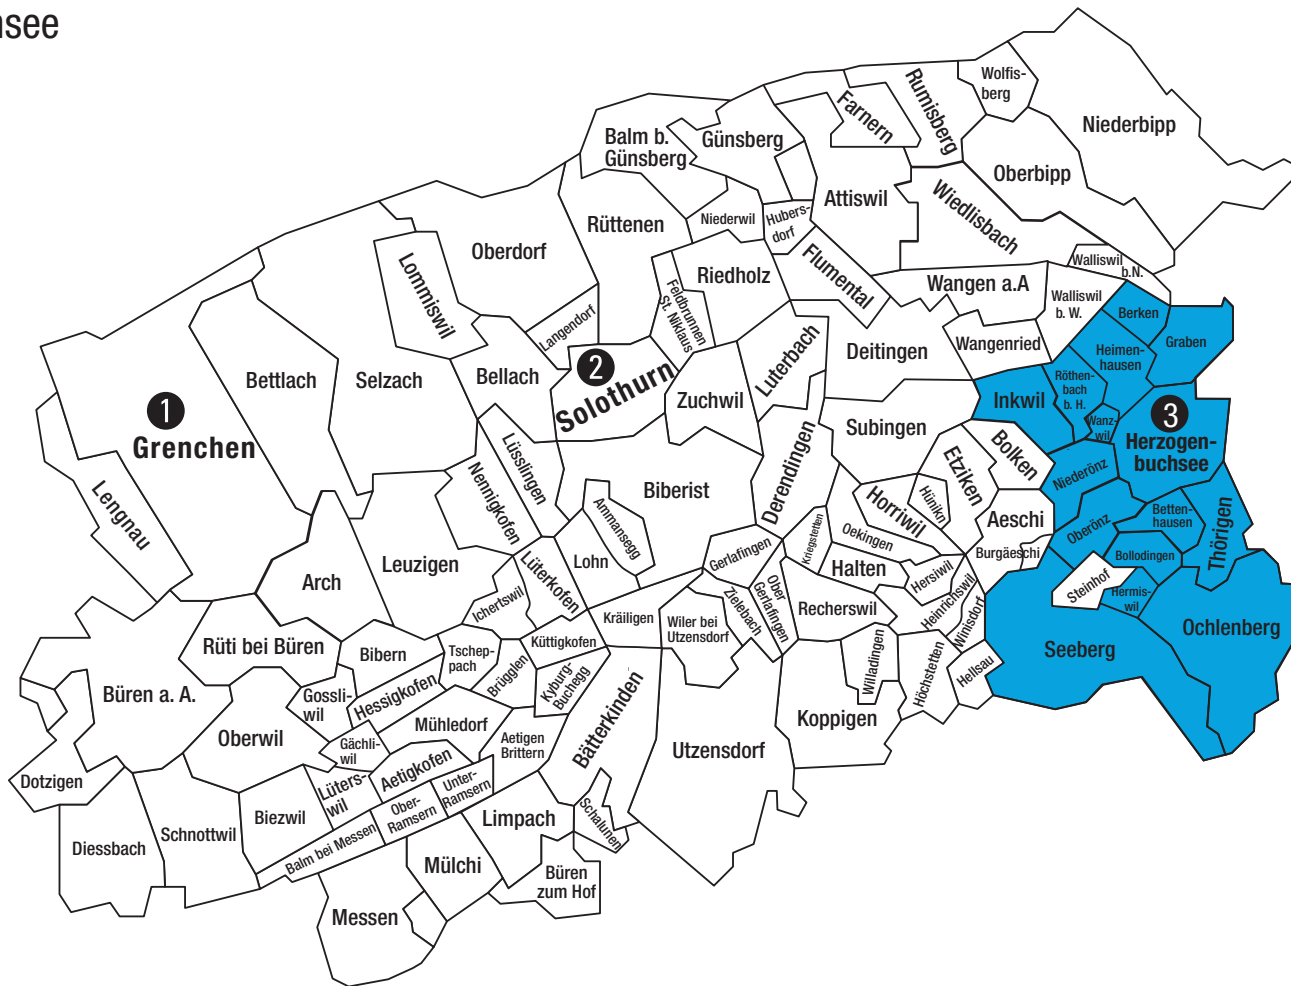 nsee
Wolfis-
berg
Rumisberg
Farnern
Niederbipp
Balm b.
Günsberg
Günsberg
Oberbipp
Attiswil
Wiedlisbach
Rüttenen
Niederwil
Hubers-
dorf
Oberdorf
Lommiswil
Riedholz
Flumental
Walliswil
b.N.
Wangen a.A
Walliswil
b. W.
Feldbrunnen
St. Niklaus
Langendorf
Berken
Graben
Luterbach
Deitingen
Wangenried
Heimen-
hausen
Bettlach
Selzach
Bellach
2
Solothurn
Zuchwil
Inkwil
Röthen-
bach
b. H.
1
Grenchen
3
Herzogen-
buchsee
Wanz-
wil
Subingen
Bolken
Etziken
Lüsslingen
Nennigkofen
Derendingen
Niederönz
Lengnau
Biberist
Ammansegg
Hünikn
Horriwil
Aeschi
Betten-
hausen
Oberönz
Thörigen
Kriegstetten
Oekingen
Burgäeschi
Bollodingen
Leuzigen
Arch
Lohn
Gerlafingen
Halten
Hersiwil
Steinhof
Hermis-
wil
Lüterkofen
Ichertswil
Zielebach
Ober
Gerlafingen
Recherswil
Heinrichswil
Winisdorf
Kräiligen
Wiler bei
Utzensdorf
Ochlenberg
Rüti bei Büren
Bibern
Tschep-
pach
Küttigkofen
Seeberg
Brügglen
Kyburg-
Buchegg
Willadingen
Höchstetten
Hellsau
Büren a. A.
Gossli-
wil
Hessigkofen
Bätterkinden
Koppigen
Oberwil
Gächli-
wil
Mühledorf
Aetigen
Brittern
Utzensdorf
Dotzigen
Lüters-
wil
Aetigkofen
Unter-
Ramsern
Ober-
Ramsern
Schalunen
Biezwil
Limpach
Schnottwil
Diessbach
Balm bei Messen
Mülchi
Büren
zum Hof
Messen